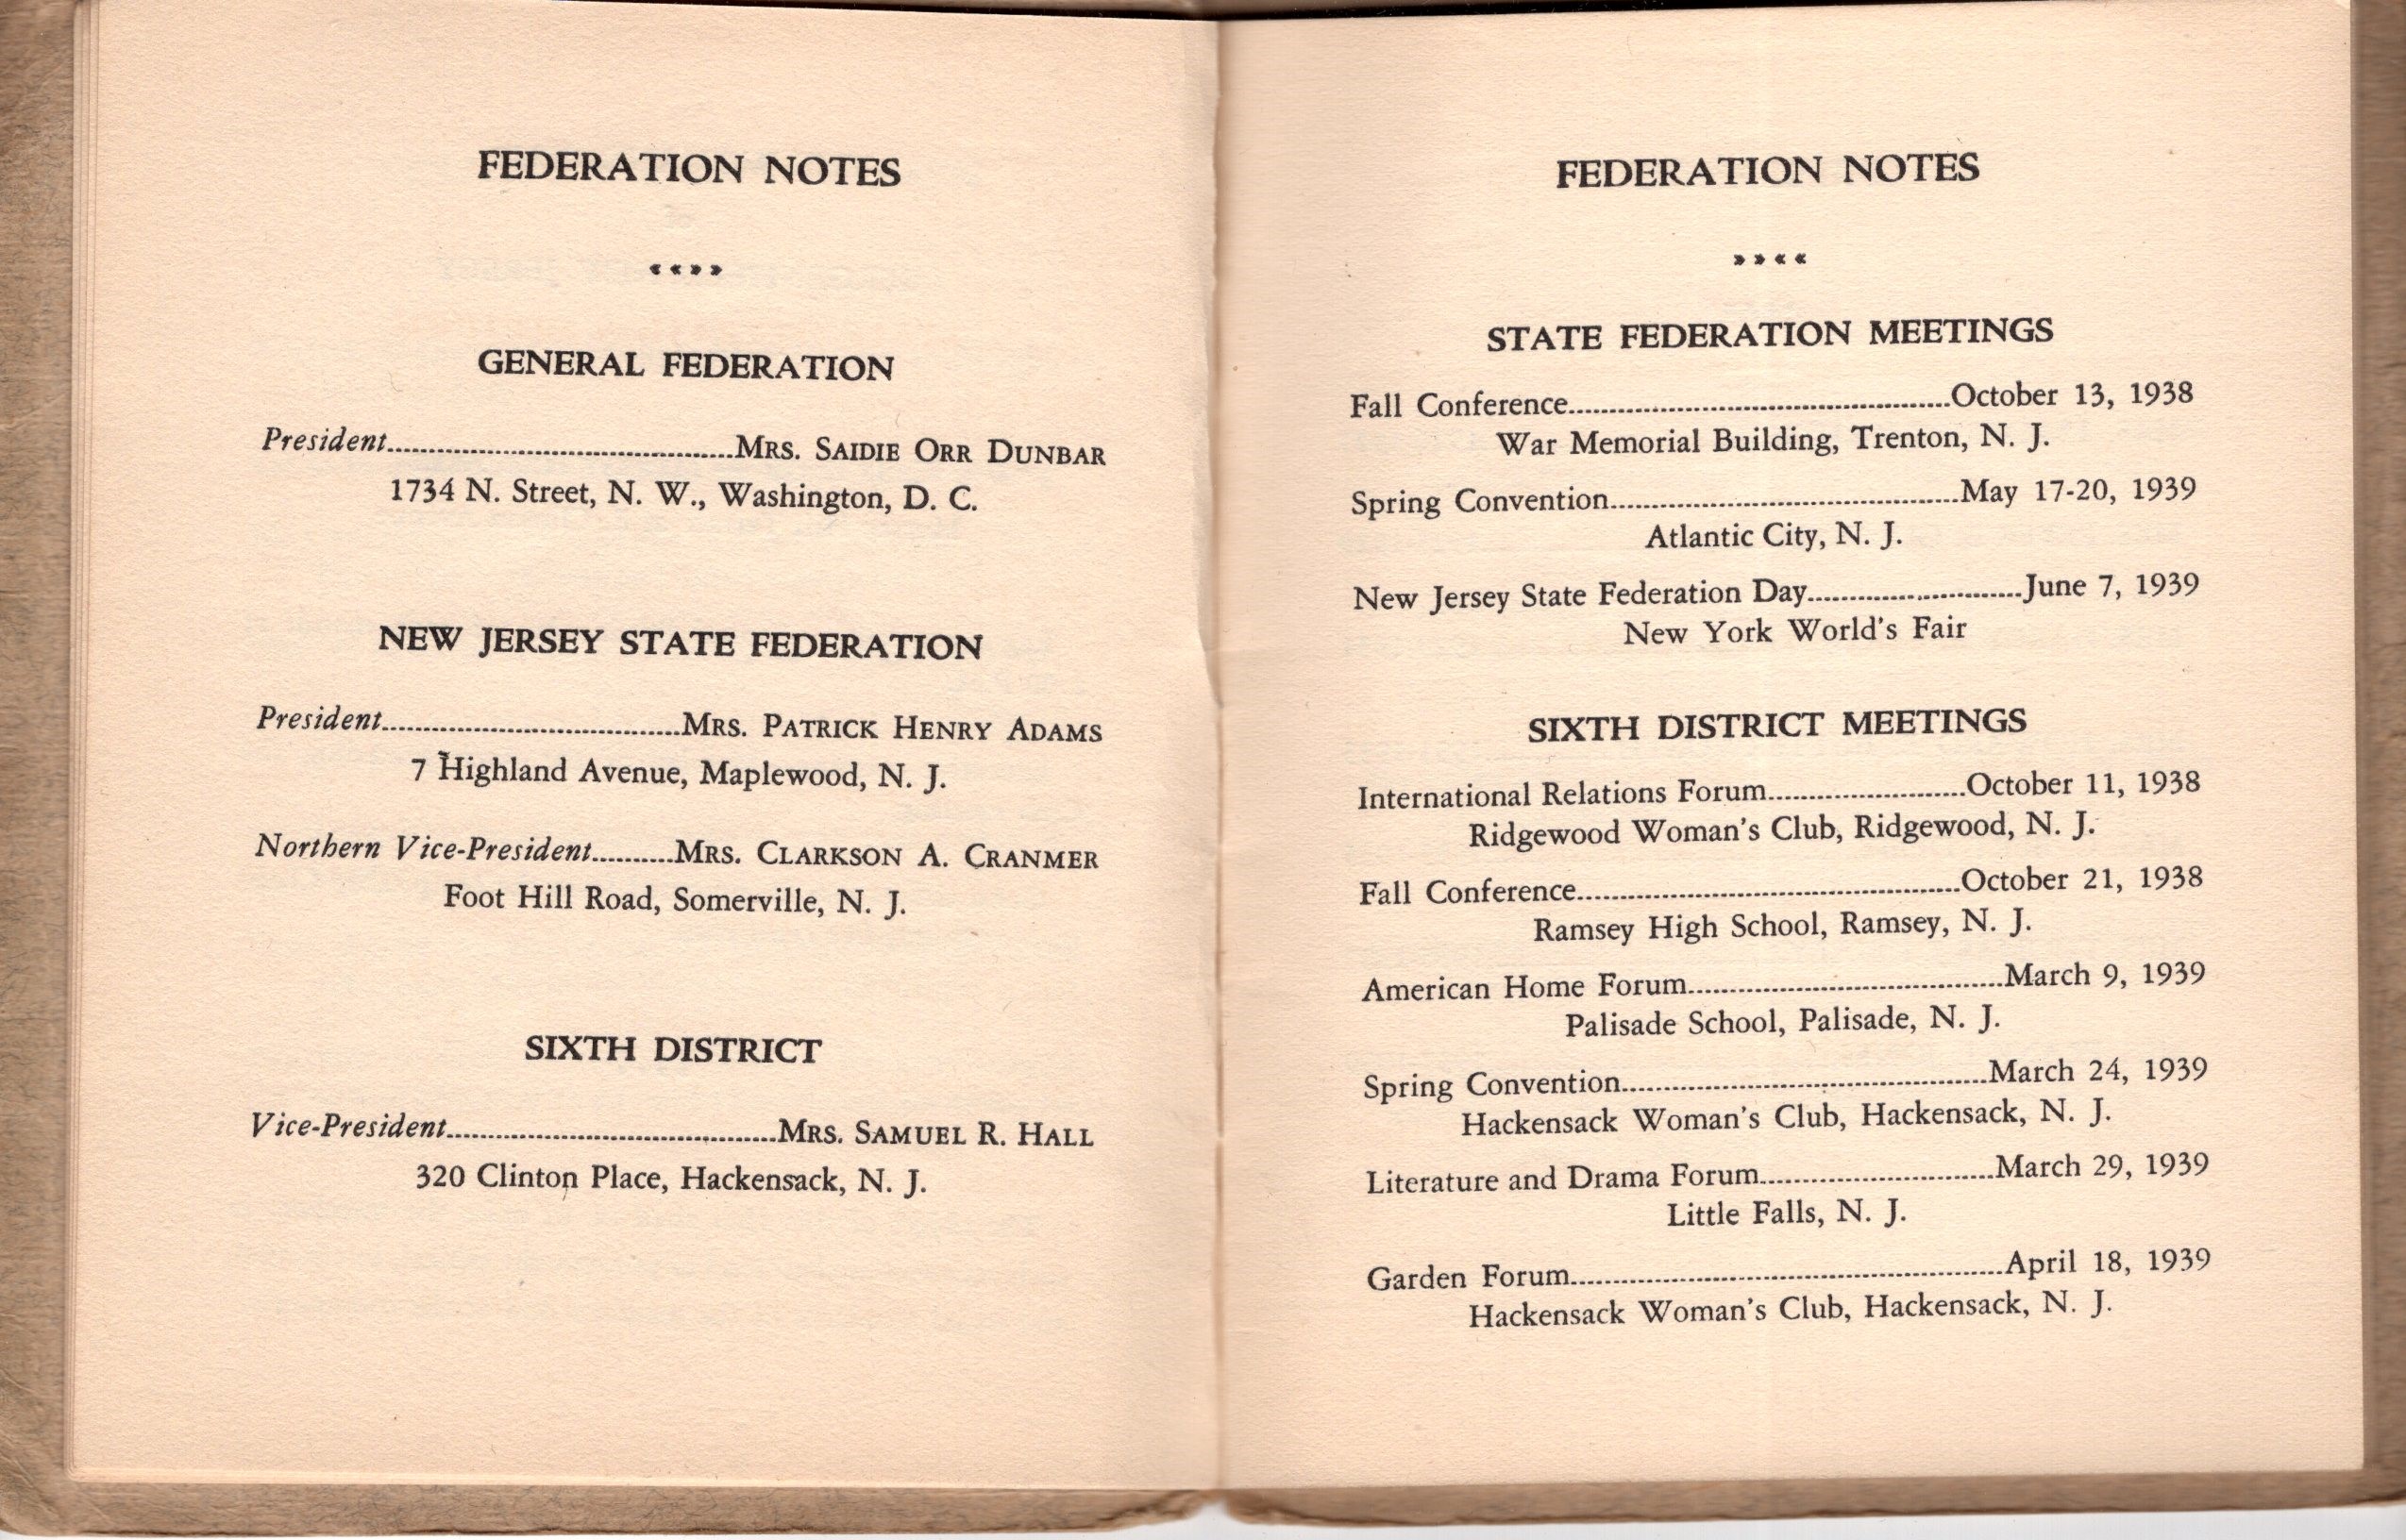 FEDERATION NOTES
‹‹ ‹‹ ›› ››
GENERAL FEDERATION
President........................................MRS. SAIDIE ORR DUNBAR
1734 N. Street, N. W., Washington, D. C.
NEW JERSEY STATE FEDERATION
President...................................MRS. PATRICK HENRY ADAMS
7 Highland Avenue, Maplewood, N. J.
Northern Vice-President..........MRS. CLARKSON A. CRANMER
Foot Hill Road, Somerville, N. J.
SIXTH DISTRICT
Vice-President.......................................MRS. SAMUEL R. HALL
320 Clinton Place, Hackensack, N. J.
FEDERATION NOTES
›› ›› ‹‹ ‹‹
STATE FEDERATION MEETINGS
Fall Conference.............................................October 13, 1938
War Memorial Building, Trenton, N. J.
Spring Convention.........................................May 17-20, 1939
Atlantic City, N. J.
New Jersey State Federation Day.........................June 7, 1939
New York World's Fair
SIXTH DISTRICT MEETINGS
International Relations Forum.......................October 11, 1938
Ridgewood Woman's Club, Ridgewood, N. J.
Fall Conference.............................................October 21, 1938
Ramsey High School, Ramsey, N. J.
American Home Forum.....................................March 9, 1939
Palisade School, Palisade, N. J.
Spring Convention...........................................March 24, 1939
Hackensack Woman's Club, Hackensack, N. J.
Literature and Drama Forum...........................March 29, 1939
Little Falls, N. J.
Garden Forum...................................................April 18, 1939
Hackensack Woman's Club, Hackensack, N. J.